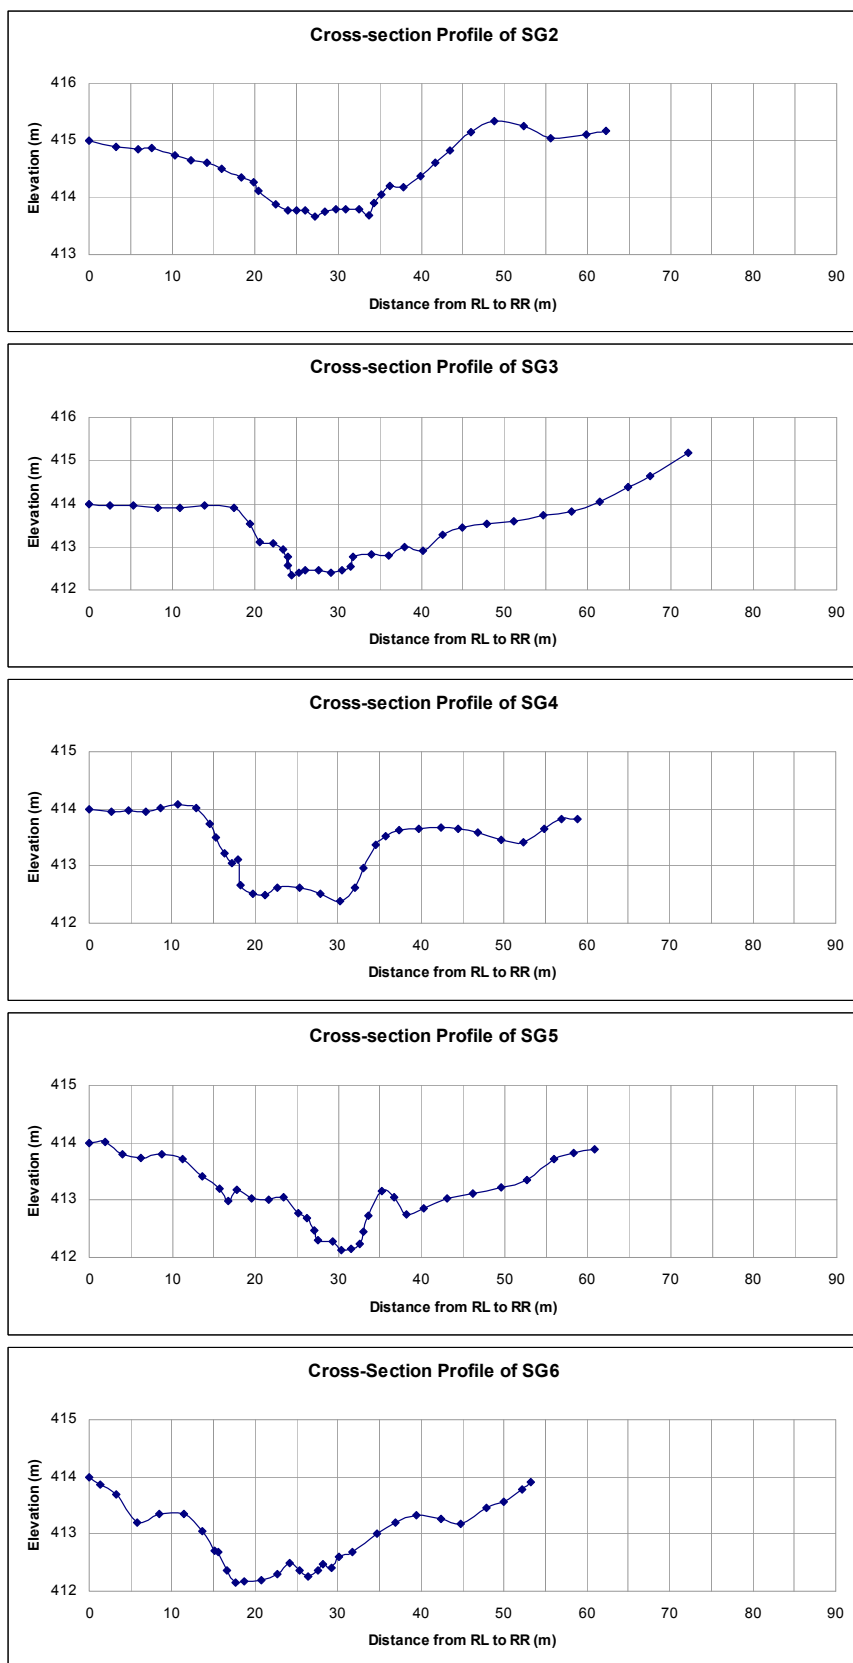 Cross-section Profile of SG2
416
415
414
413
Elevation (m)
0 10 20 30 40 50 60 70 80 90
Distance from RL to RR (m)
Cross-section Profile of SG3
416
415
414
413
412
Elevation (m)
0 10 20 30 40 50 60 70 80 90
Distance from RL to RR (m)
Cross-section Profile of SG4
415
414
413
412
Elevation (m)
0 10 20 30 40 50 60 70 80 90
Distance from RL to RR (m)
Cross-section Profile of SG5
415
414
413
412
Elevation (m)
0 10 20 30 40 50 60 70 80 90
Distance from RL to RR (m)
Cross-Section Profile of SG6
415
414
413
412
Elevation (m)
0 10 20 30 40 50 60 70 80 90
Distance from RL to RR (m)